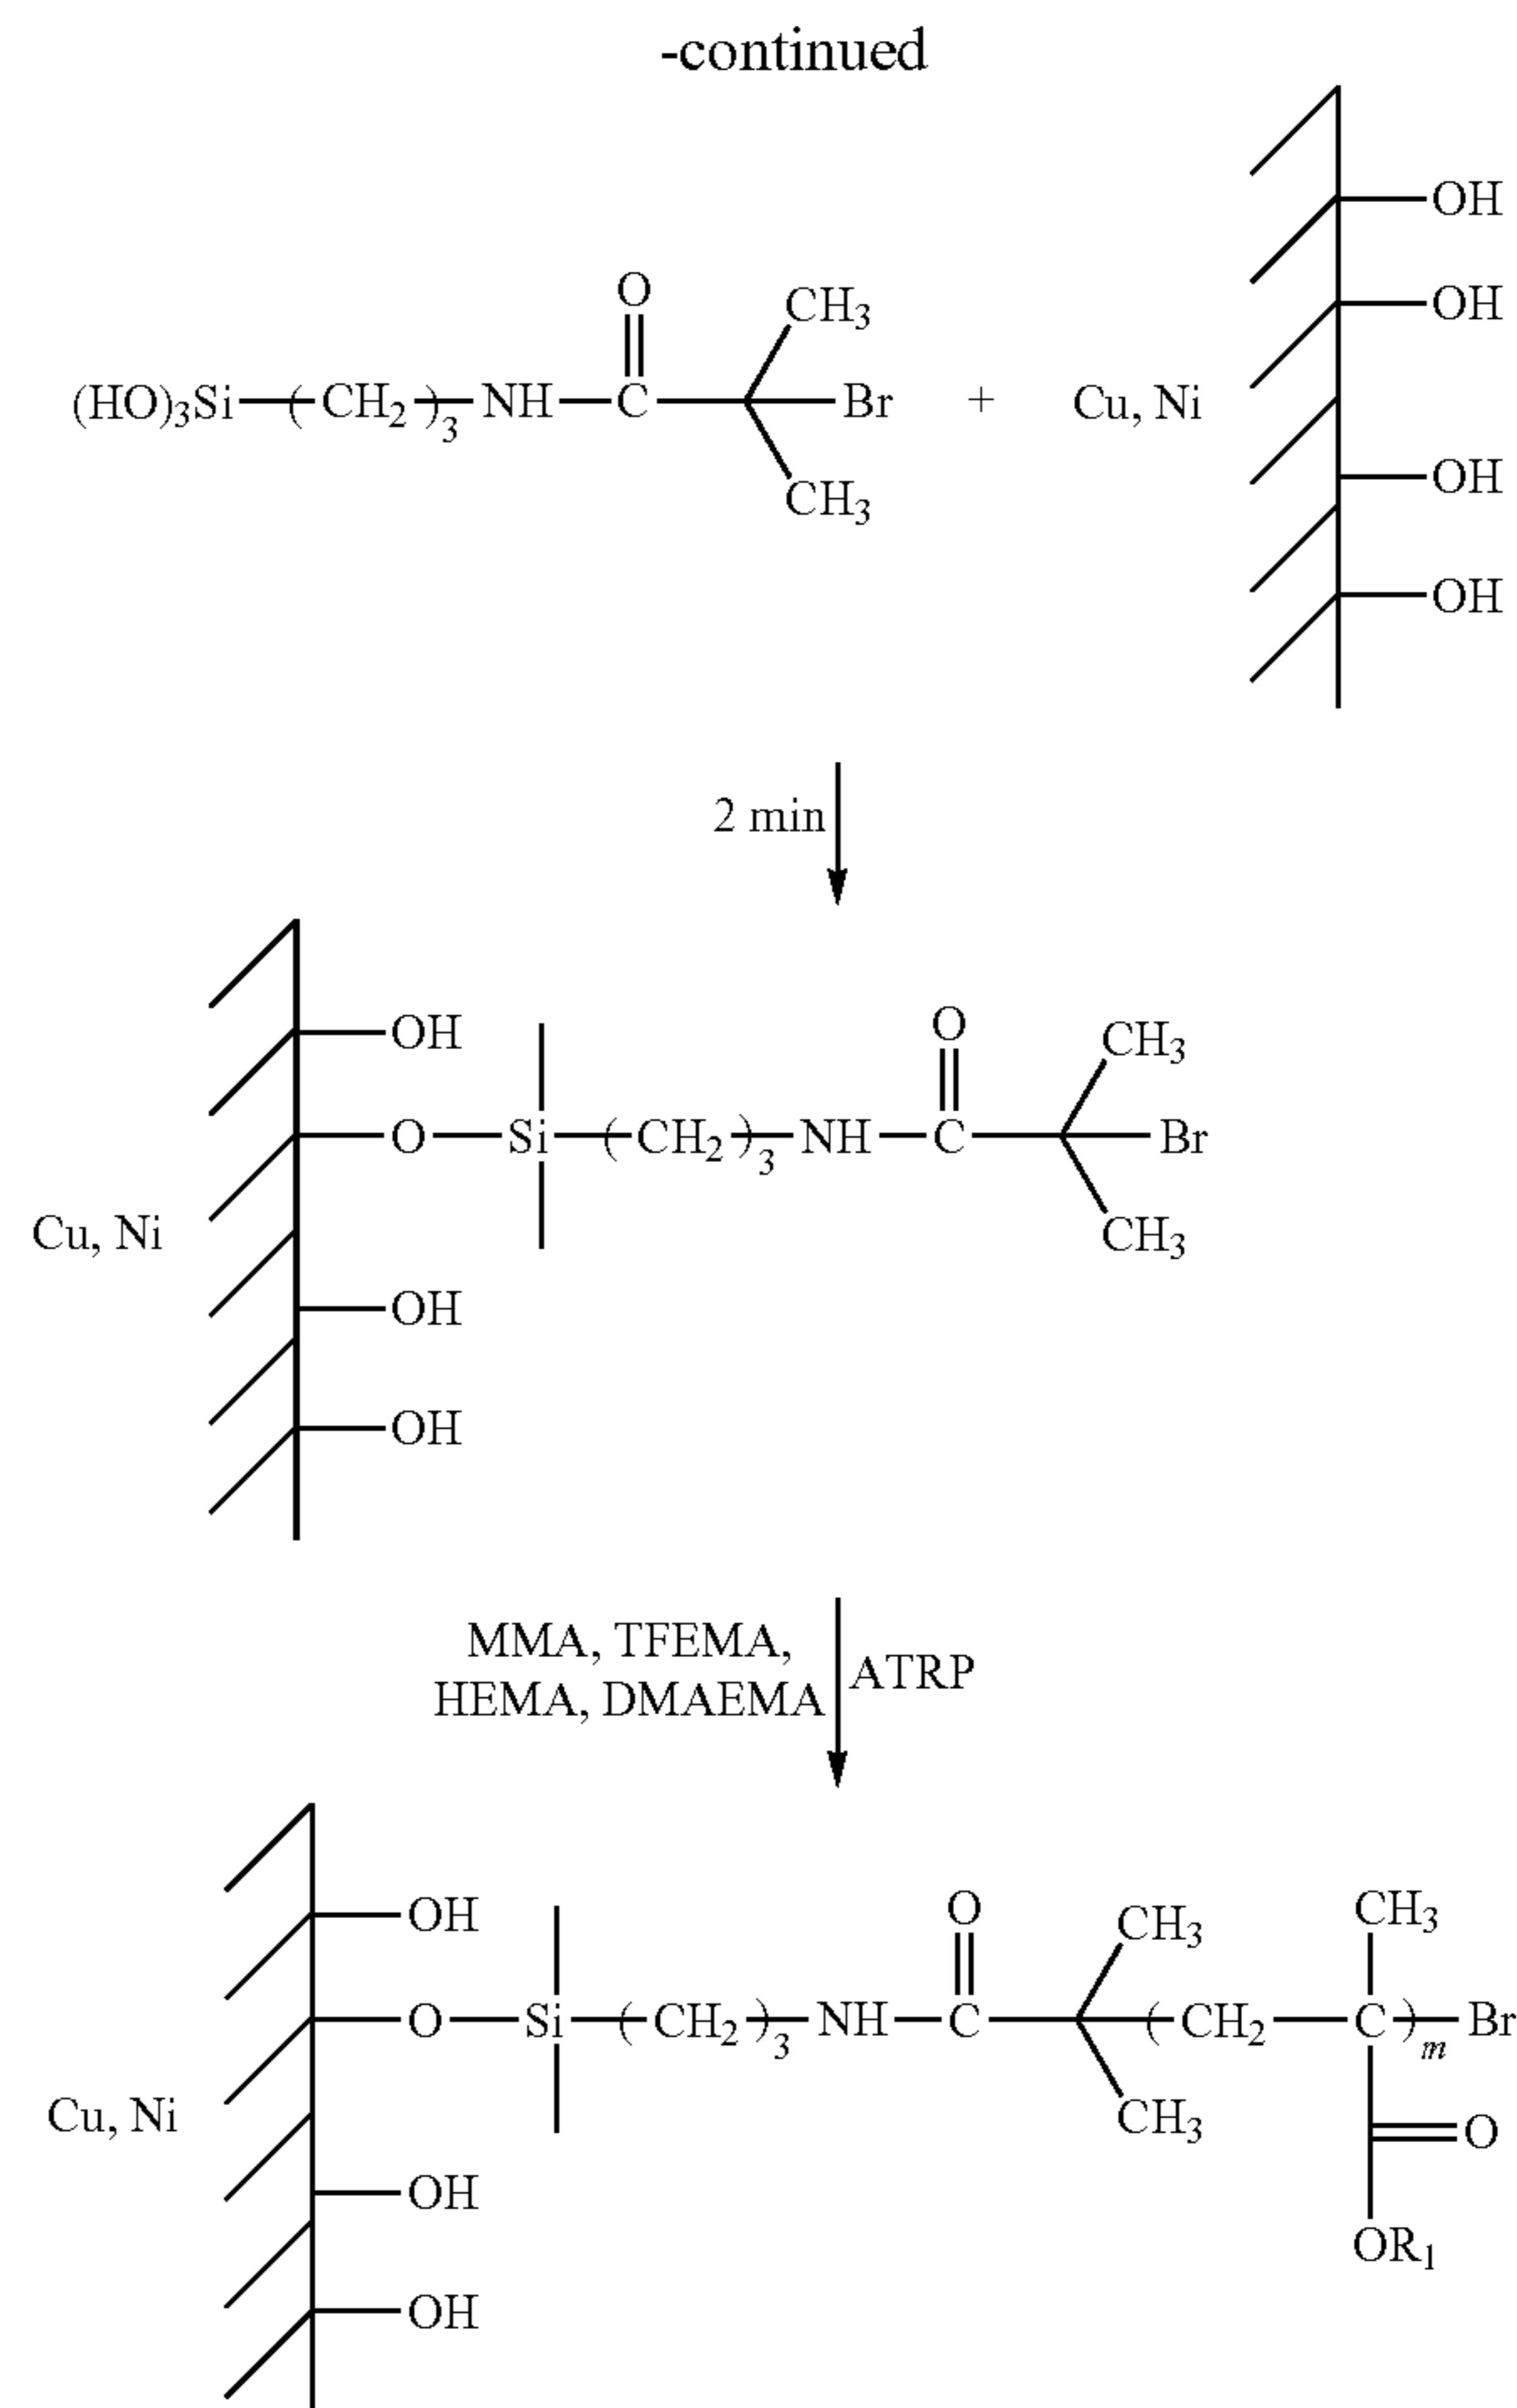 -continued
OH
OH
O
CH3
(HO)3Si—(CH2)3—NH—C—Br + Cu, Ni
CH3
OH
OH
2 min
O
CH3
OH
O—Si—(CH2)3—NH—C—Br
CH3
Cu, Ni
OH
OH
MMA, TFEMA,
HEMA, DMAEMA
ATRP
O
CH3
CH3
OH
O—Si—(CH2)3—NH—C—(CH2—C)m—Br
CH3
Cu, Ni
O
OH
OR1
OH